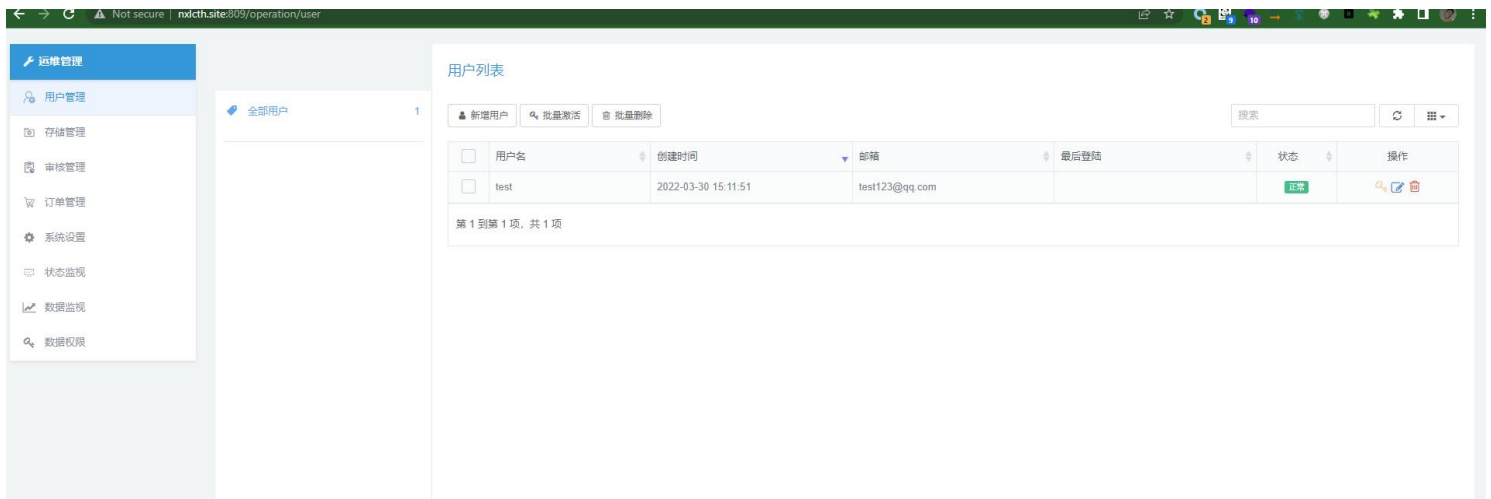 Not secure | nxlcth.site:809/operation/user
2 9 10
运维管理
用户管理
存储管理
审核管理
订单管理
系统设置
状态监视
数据监视
数据权限
全部用户 1
用户列表
新增用户 批量激活 批量删除 搜索
用户名 创建时间 邮箱 最后登陆 状态 操作
test 2022-03-30 15:11:51 test123@qq.com 正常
第 1 到第 1 项，共 1 项